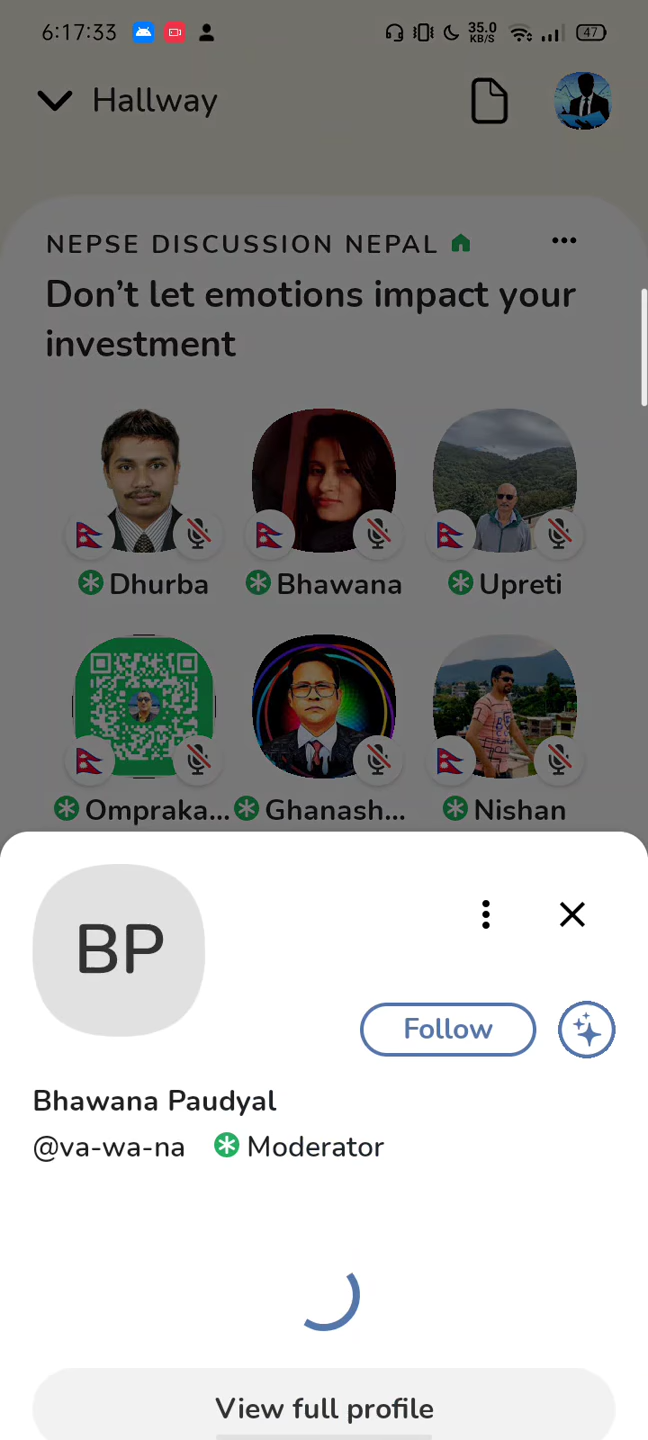 6:17:33
35.0
KB/S
47
Hallway
NEPSE DISCUSSION NEPAL
Don’t let emotions impact your
investment
Dhurba
Bhawana
Upreti
Ompraka...
Ghanash...
Nishan
BP
Follow
Bhawana Paudyal
@va-wa-na
Moderator
View full profile